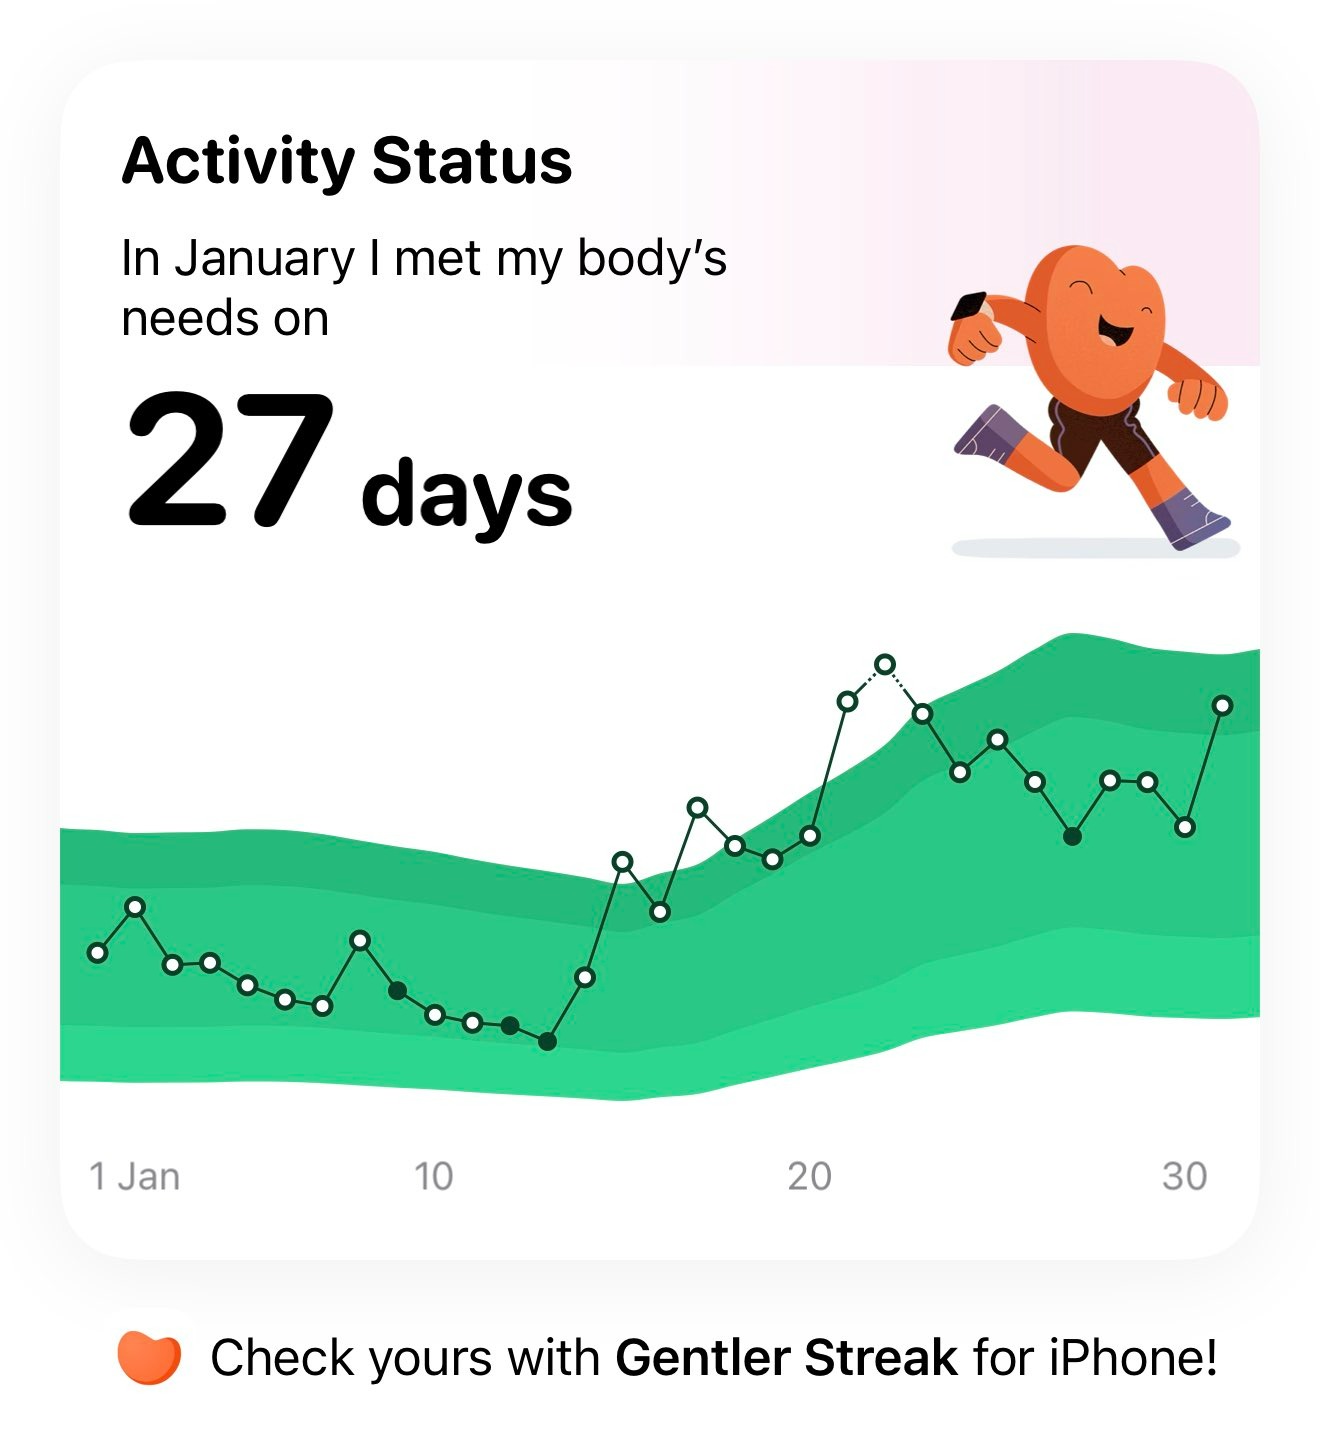 Activity Status
In January I met my body’s
needs on
27 days
1 Jan 10 20 30
Check yours with Gentler Streak for iPhone!